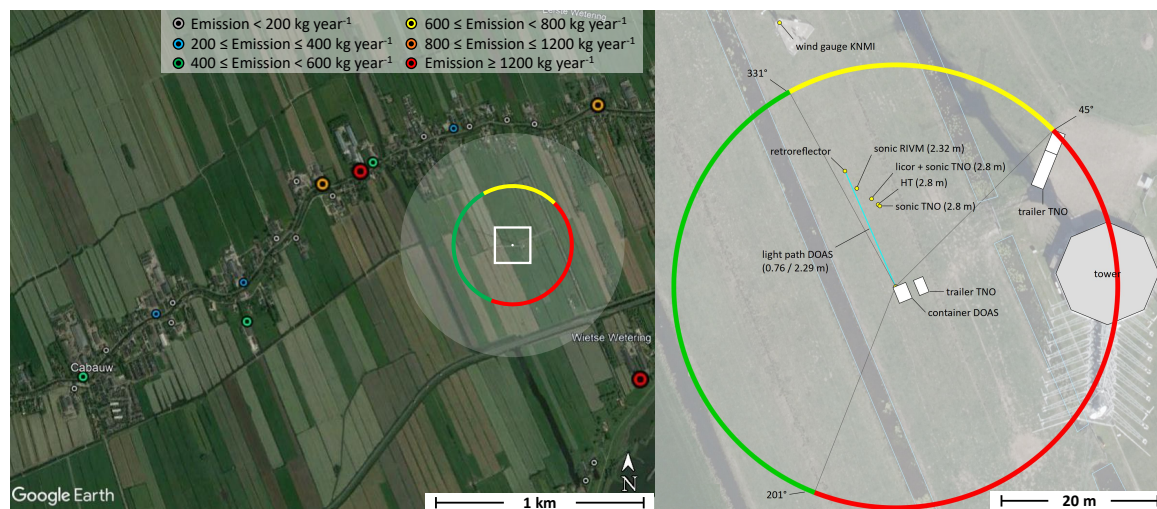 Emission < 200 kg year⁻¹
200 ≤ Emission ≤ 400 kg year⁻¹
400 ≤ Emission < 600 kg year⁻¹
600 ≤ Emission < 800 kg year⁻¹
800 ≤ Emission ≤ 1200 kg year⁻¹
Emission ≥ 1200 kg year⁻¹
Wietse Wetering
Cabauw
Google Earth
N
1 km
wind gauge KNMI
331°
45°
retroreflector
sonic RIVM (2.32 m)
licor + sonic TNO (2.8 m)
HT (2.8 m)
sonic TNO (2.8 m)
trailer TNO
light path DOAS
(0.76 / 2.29 m)
tower
trailer TNO
container DOAS
201°
20 m